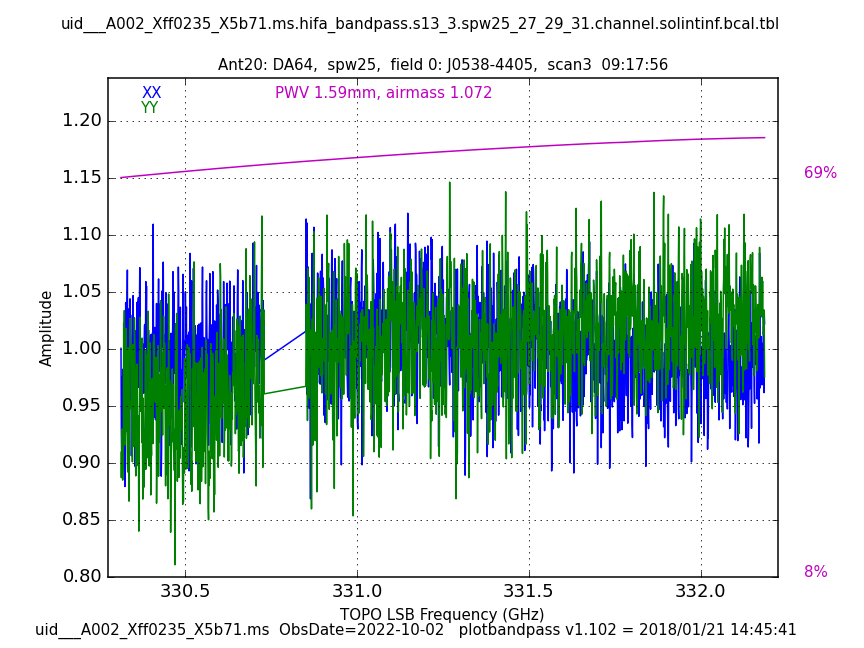 uid___A002_Xff0235_X5b71.ms.hifa_bandpass.s13_3.spw25_27_29_31.channel.solintinf.bcal.tbl
Ant20: DA64,  spw25,  field 0: J0538-4405,  scan3  09:17:56
XX
YY
PWV 1.59mm, airmass 1.072
1.20
1.15
1.10
1.05
1.00
0.95
0.90
0.85
0.80
Amplitude
69%
8%
330.5
331.0
331.5
332.0
TOPO LSB Frequency (GHz)
uid___A002_Xff0235_X5b71.ms  ObsDate=2022-10-02   plotbandpass v1.102 = 2018/01/21 14:45:41